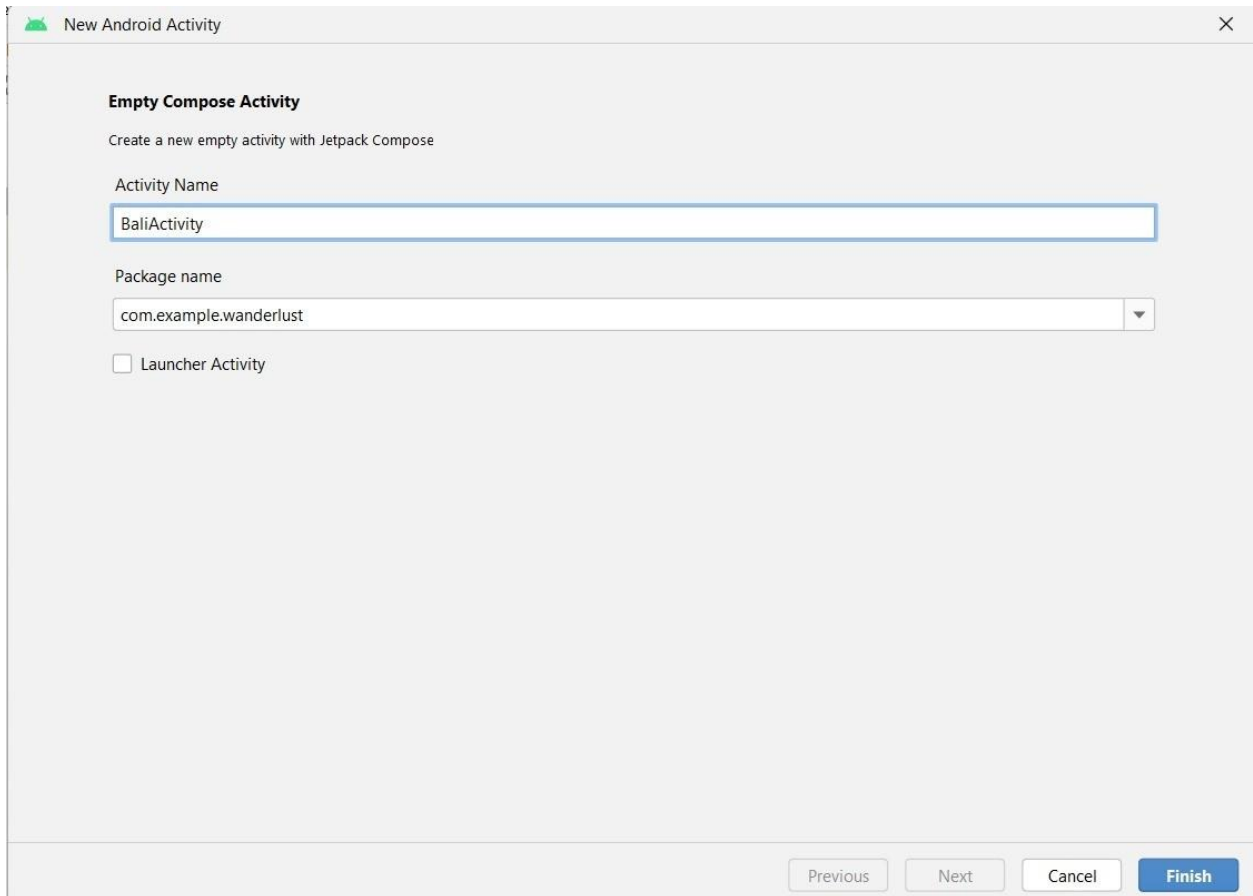 New Android Activity
Empty Compose Activity
Create a new empty activity with Jetpack Compose
Activity Name
BaliActivity
Package name
com.example.wanderlust
Launcher Activity
Previous Next Cancel Finish